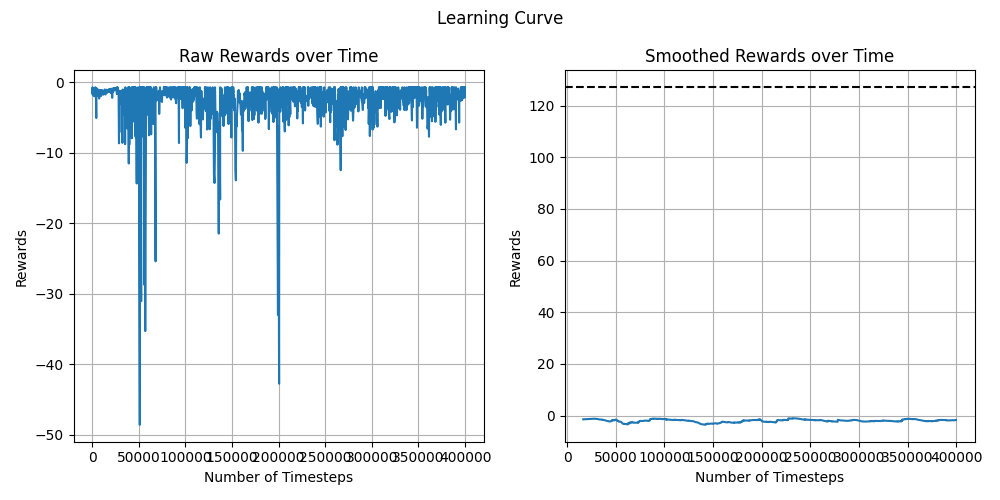 Learning Curve
Raw Rewards over Time
Smoothed Rewards over Time
0
−10
−20
−30
−40
−50
Rewards
0 50000 100000 150000 200000 250000 300000 350000 400000
Number of Timesteps
120
100
80
60
40
20
0
Rewards
0 50000 100000 150000 200000 250000 300000 350000 400000
Number of Timesteps